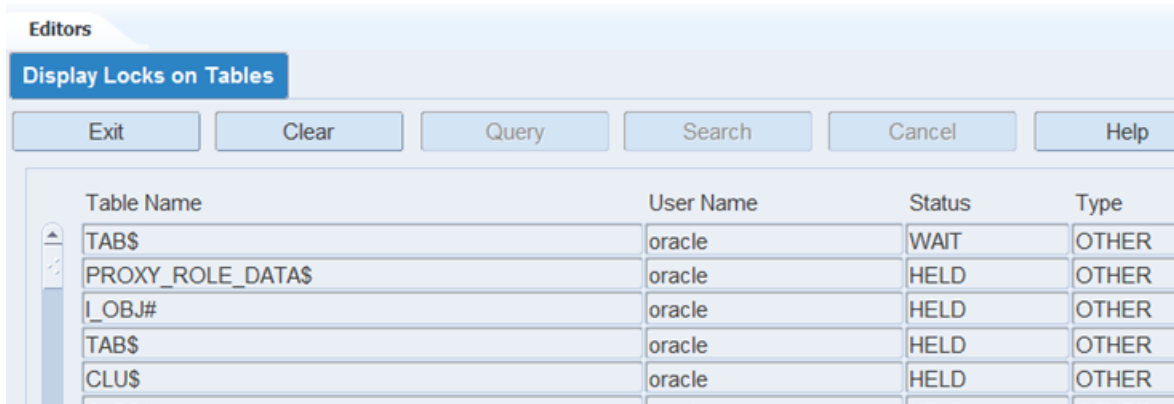 Editors
Display Locks on Tables
Exit Clear Query Search Cancel Help
Table Name User Name Status Type
TAB$ oracle WAIT OTHER
PROXY_ROLE_DATA$ oracle HELD OTHER
I_OBJ# oracle HELD OTHER
TAB$ oracle HELD OTHER
CLU$ oracle HELD OTHER